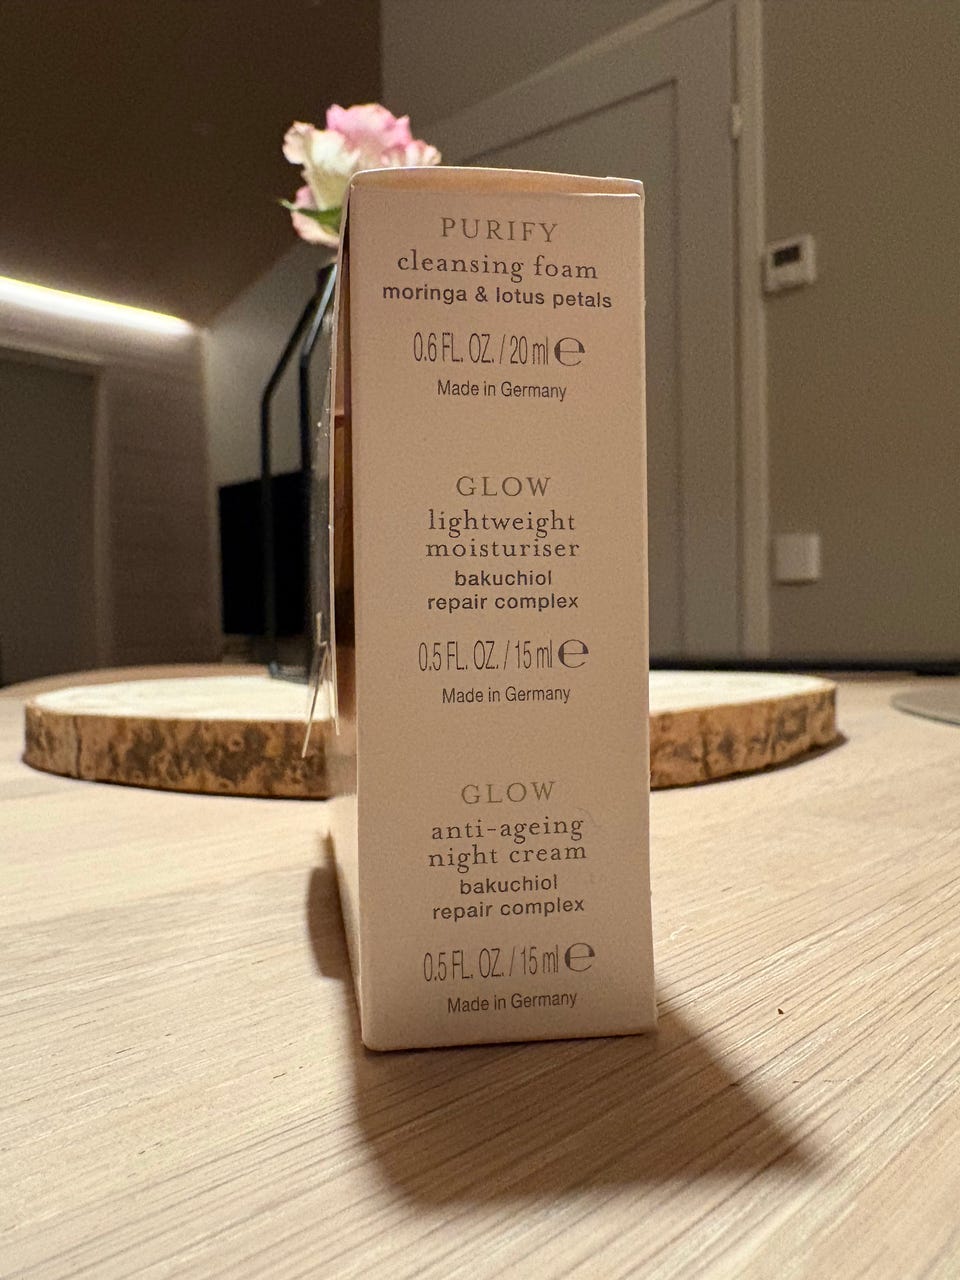 PURIFY
cleansing foam
moringa & lotus petals
0.6 FL. OZ. / 20 ml ℮
Made in Germany
GLOW
lightweight
moisturiser
bakuchiol
repair complex
0.5 FL. OZ. / 15 ml ℮
Made in Germany
GLOW
anti-ageing
night cream
bakuchiol
repair complex
0.5 FL. OZ. / 15 ml ℮
Made in Germany